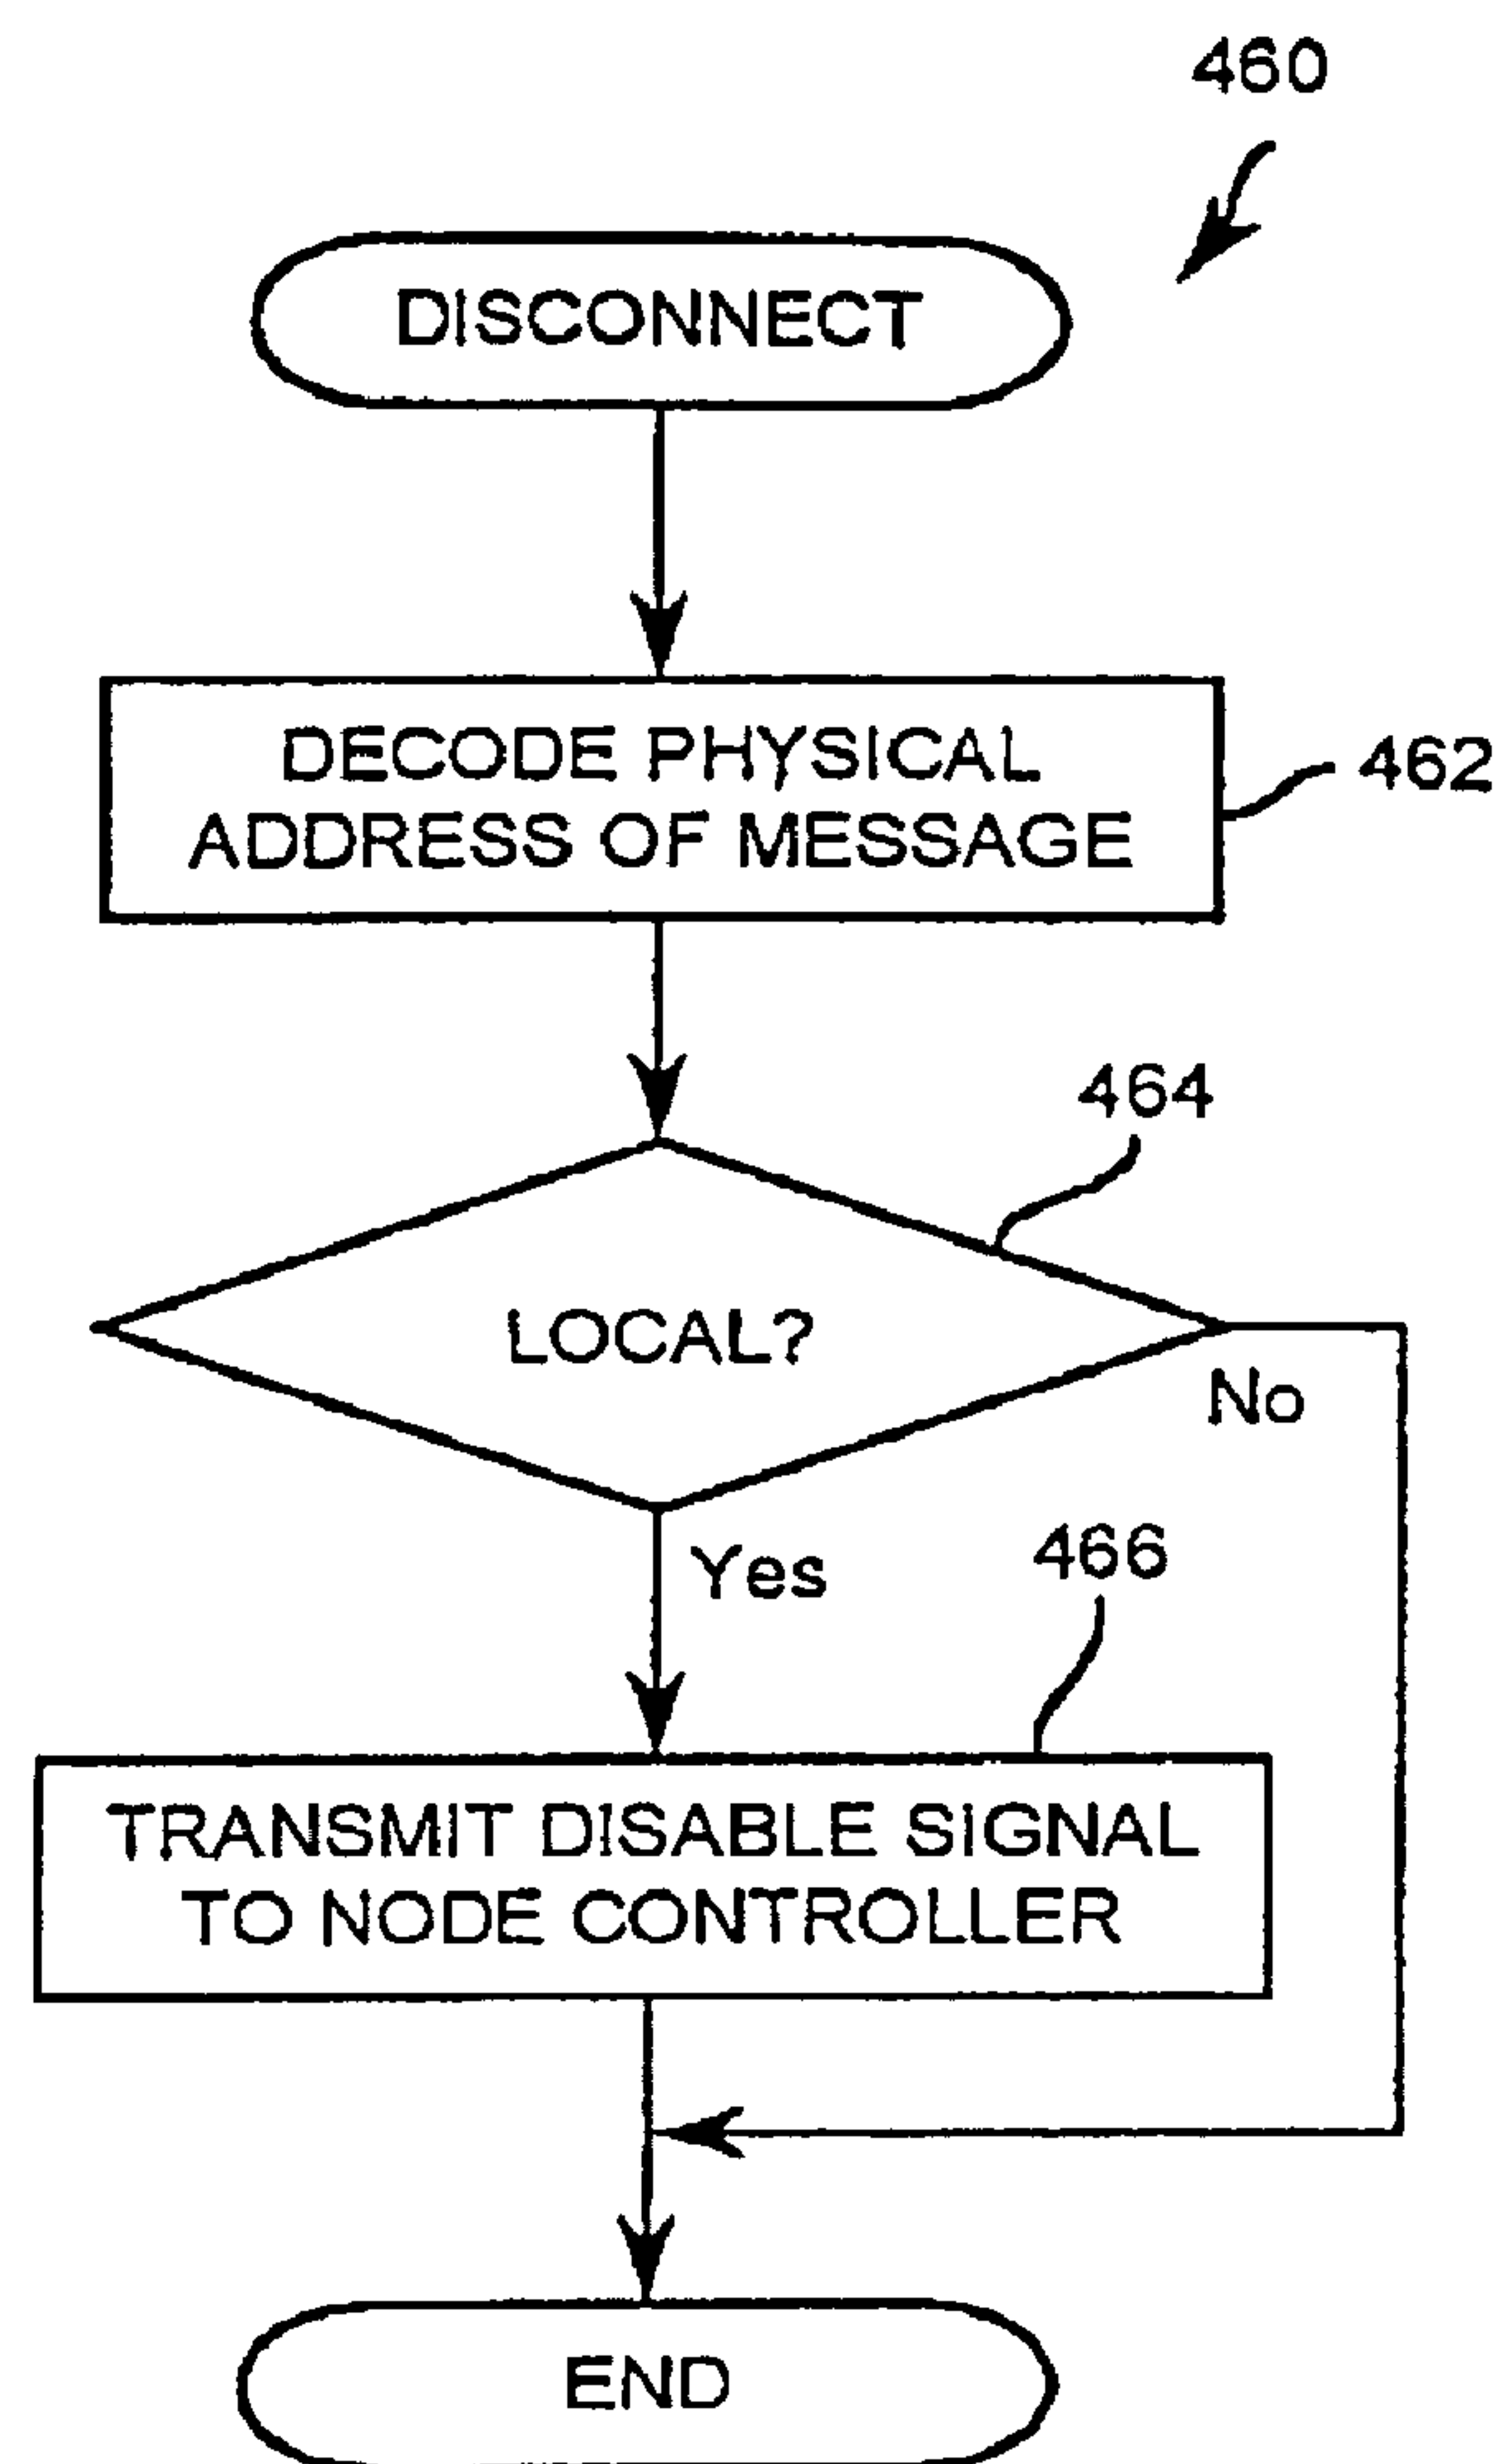 460
DISCONNECT
DECODE PHYSICAL
ADDRESS OF MESSAGE
462
464
LOCAL?
No
Yes
466
TRANSMIT DISABLE SIGNAL
TO NODE CONTROLLER
END